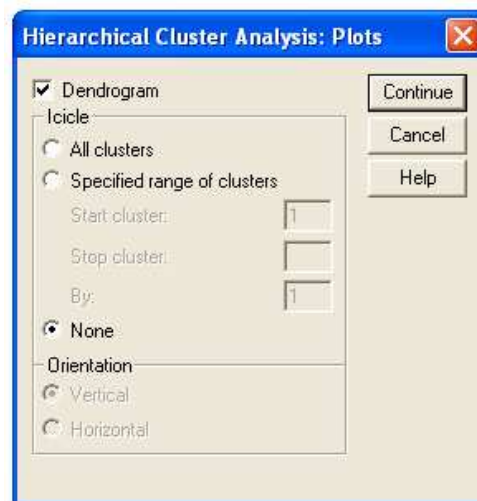 Hierarchical Cluster Analysis: Plots
Dendrogram
Continue
Icicle
Cancel
All clusters
Specified range of clusters
Help
Start cluster: 1
Stop cluster:
By: 1
None
Orientation
Vertical
Horizontal